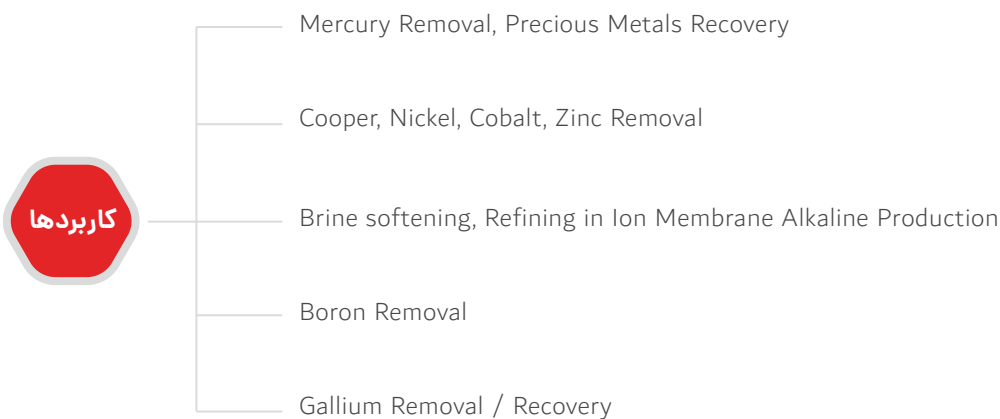 Mercury Removal, Precious Metals Recovery
Cooper, Nickel, Cobalt, Zinc Removal
کاربردها
Brine softening, Refining in Ion Membrane Alkaline Production
Boron Removal
Gallium Removal / Recovery